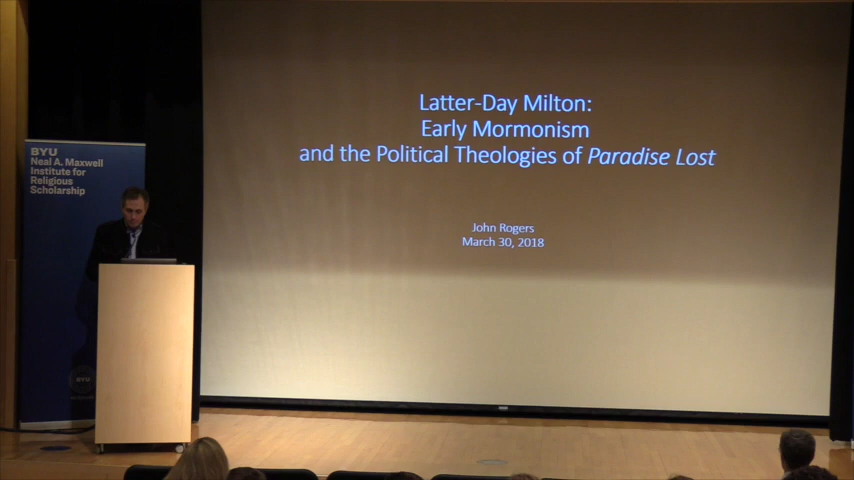 Latter-Day Milton:
Early Mormonism
and the Political Theologies of Paradise Lost
John Rogers
March 30, 2018
BYU
Neal A. Maxwell
Institute for
Religious
Scholarship
BYU